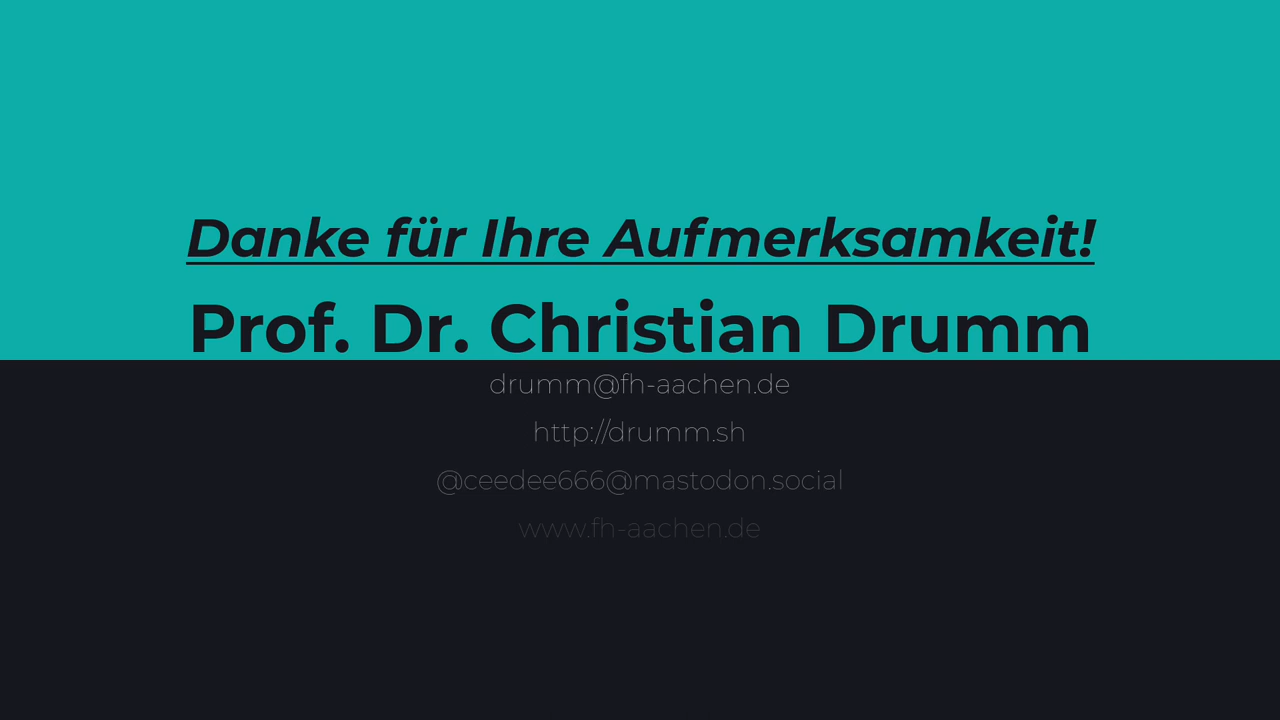 Danke für Ihre Aufmerksamkeit!
Prof. Dr. Christian Drumm
drumm@fh-aachen.de
http://drumm.sh
@ceedee666@mastodon.social
www.fh-aachen.de